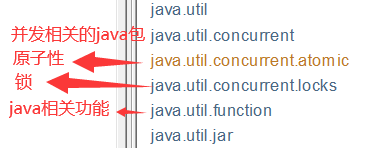 java.util
并发相关的java包 java.util.concurrent
原子性 java.util.concurrent.atomic
锁 java.util.concurrent.locks
java相关功能 java.util.function
java.util.jar